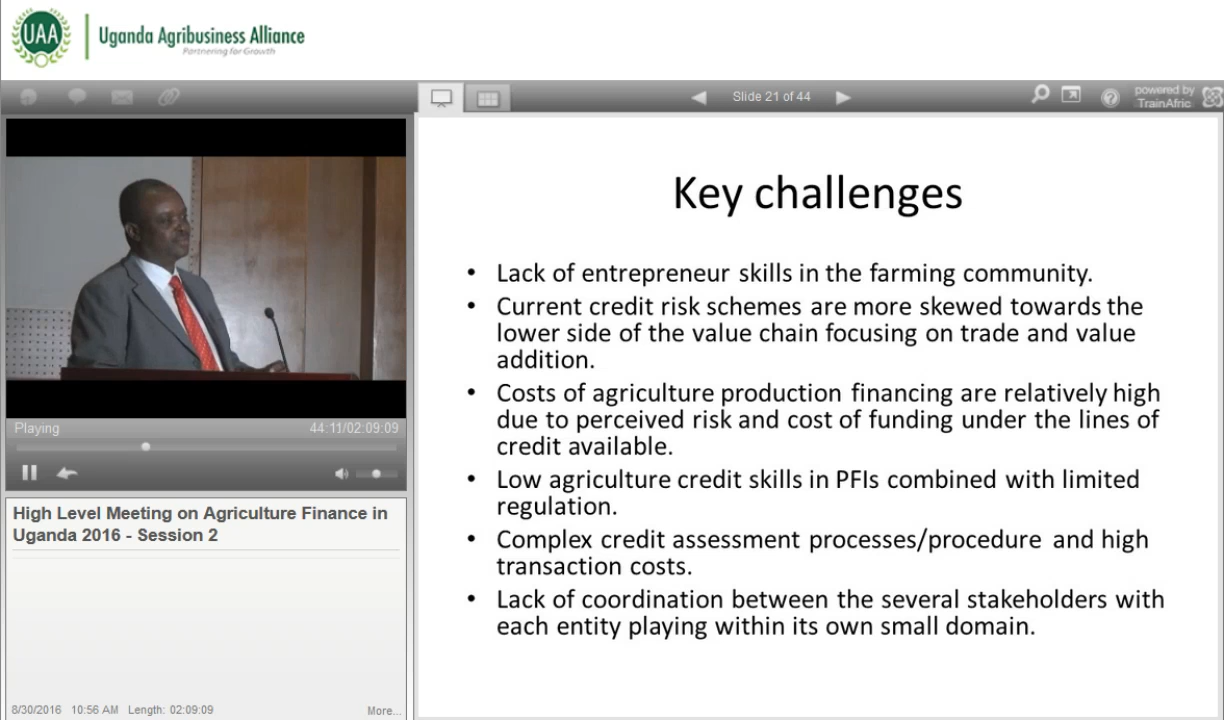 UAA
Uganda Agribusiness Alliance
Partnering for Growth
Slide 21 of 44
powered by
TrainAfric
Playing
44:11/02:09:09
High Level Meeting on Agriculture Finance in
Uganda 2016 - Session 2
8/30/2016 10:56 AM Length: 02:09:09
More...
Key challenges
• Lack of entrepreneur skills in the farming community.
• Current credit risk schemes are more skewed towards the
lower side of the value chain focusing on trade and value
addition.
• Costs of agriculture production financing are relatively high
due to perceived risk and cost of funding under the lines of
credit available.
• Low agriculture credit skills in PFIs combined with limited
regulation.
• Complex credit assessment processes/procedure and high
transaction costs.
• Lack of coordination between the several stakeholders with
each entity playing within its own small domain.